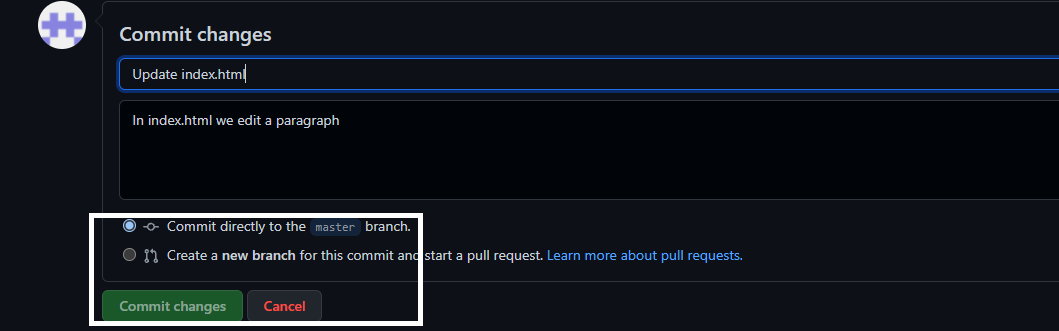 Commit changes
Update index.html
In index.html we edit a paragraph
Commit directly to the master branch.
Create a new branch for this commit and start a pull request. Learn more about pull requests.
Commit changes Cancel